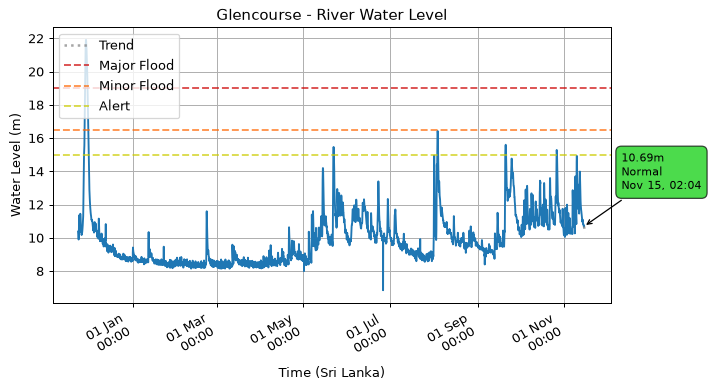 Glencourse - River Water Level
Water Level (m)
22
20
18
16
14
12
10
8
Trend
Major Flood
Minor Flood
Alert
10.69m
Normal
Nov 15, 02:04
01 Jan
00:00
01 Mar
00:00
01 May
00:00
01 Jul
00:00
01 Sep
00:00
01 Nov
00:00
Time (Sri Lanka)